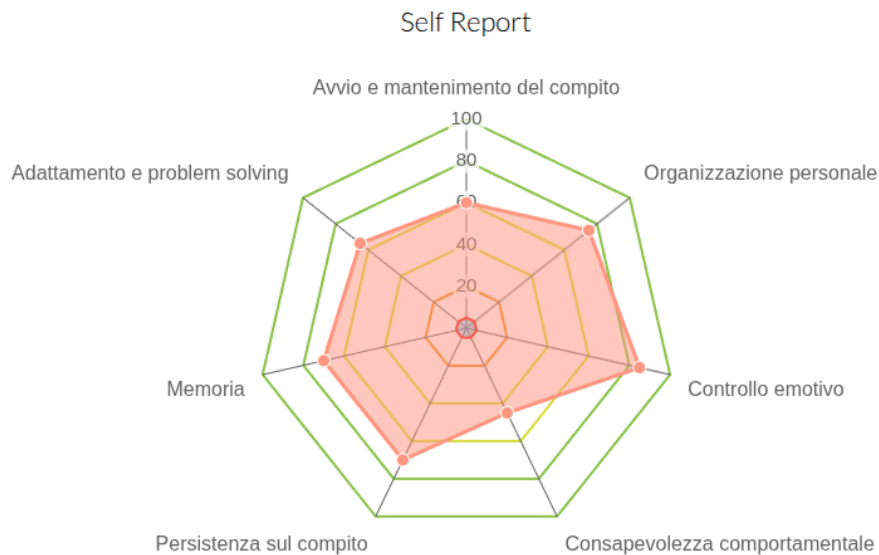 Self Report
Avvio e mantenimento del compito
100
Adattamento e problem solving
Organizzazione personale
80
60
40
20
Memoria
Controllo emotivo
Persistenza sul compito
Consapevolezza comportamentale